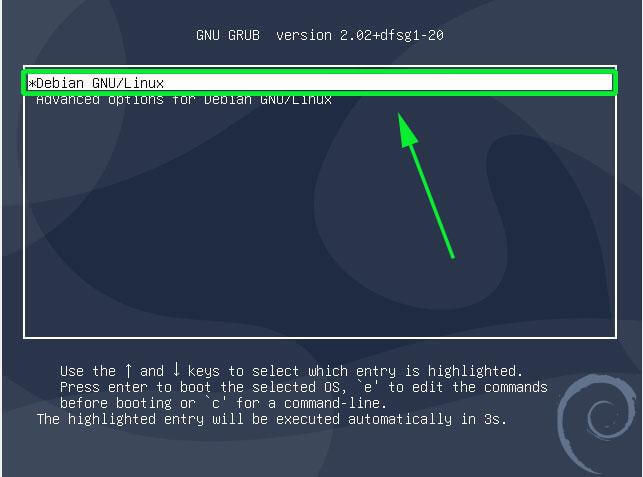 GNU GRUB version 2.02+dfsg1-20
*Debian GNU/Linux
Advanced options for Debian GNU/Linux
Use the ↑ and ↓ keys to select which entry is highlighted.
Press enter to boot the selected OS, `e' to edit the commands
before booting or `c' for a command-line.
The highlighted entry will be executed automatically in 3s.